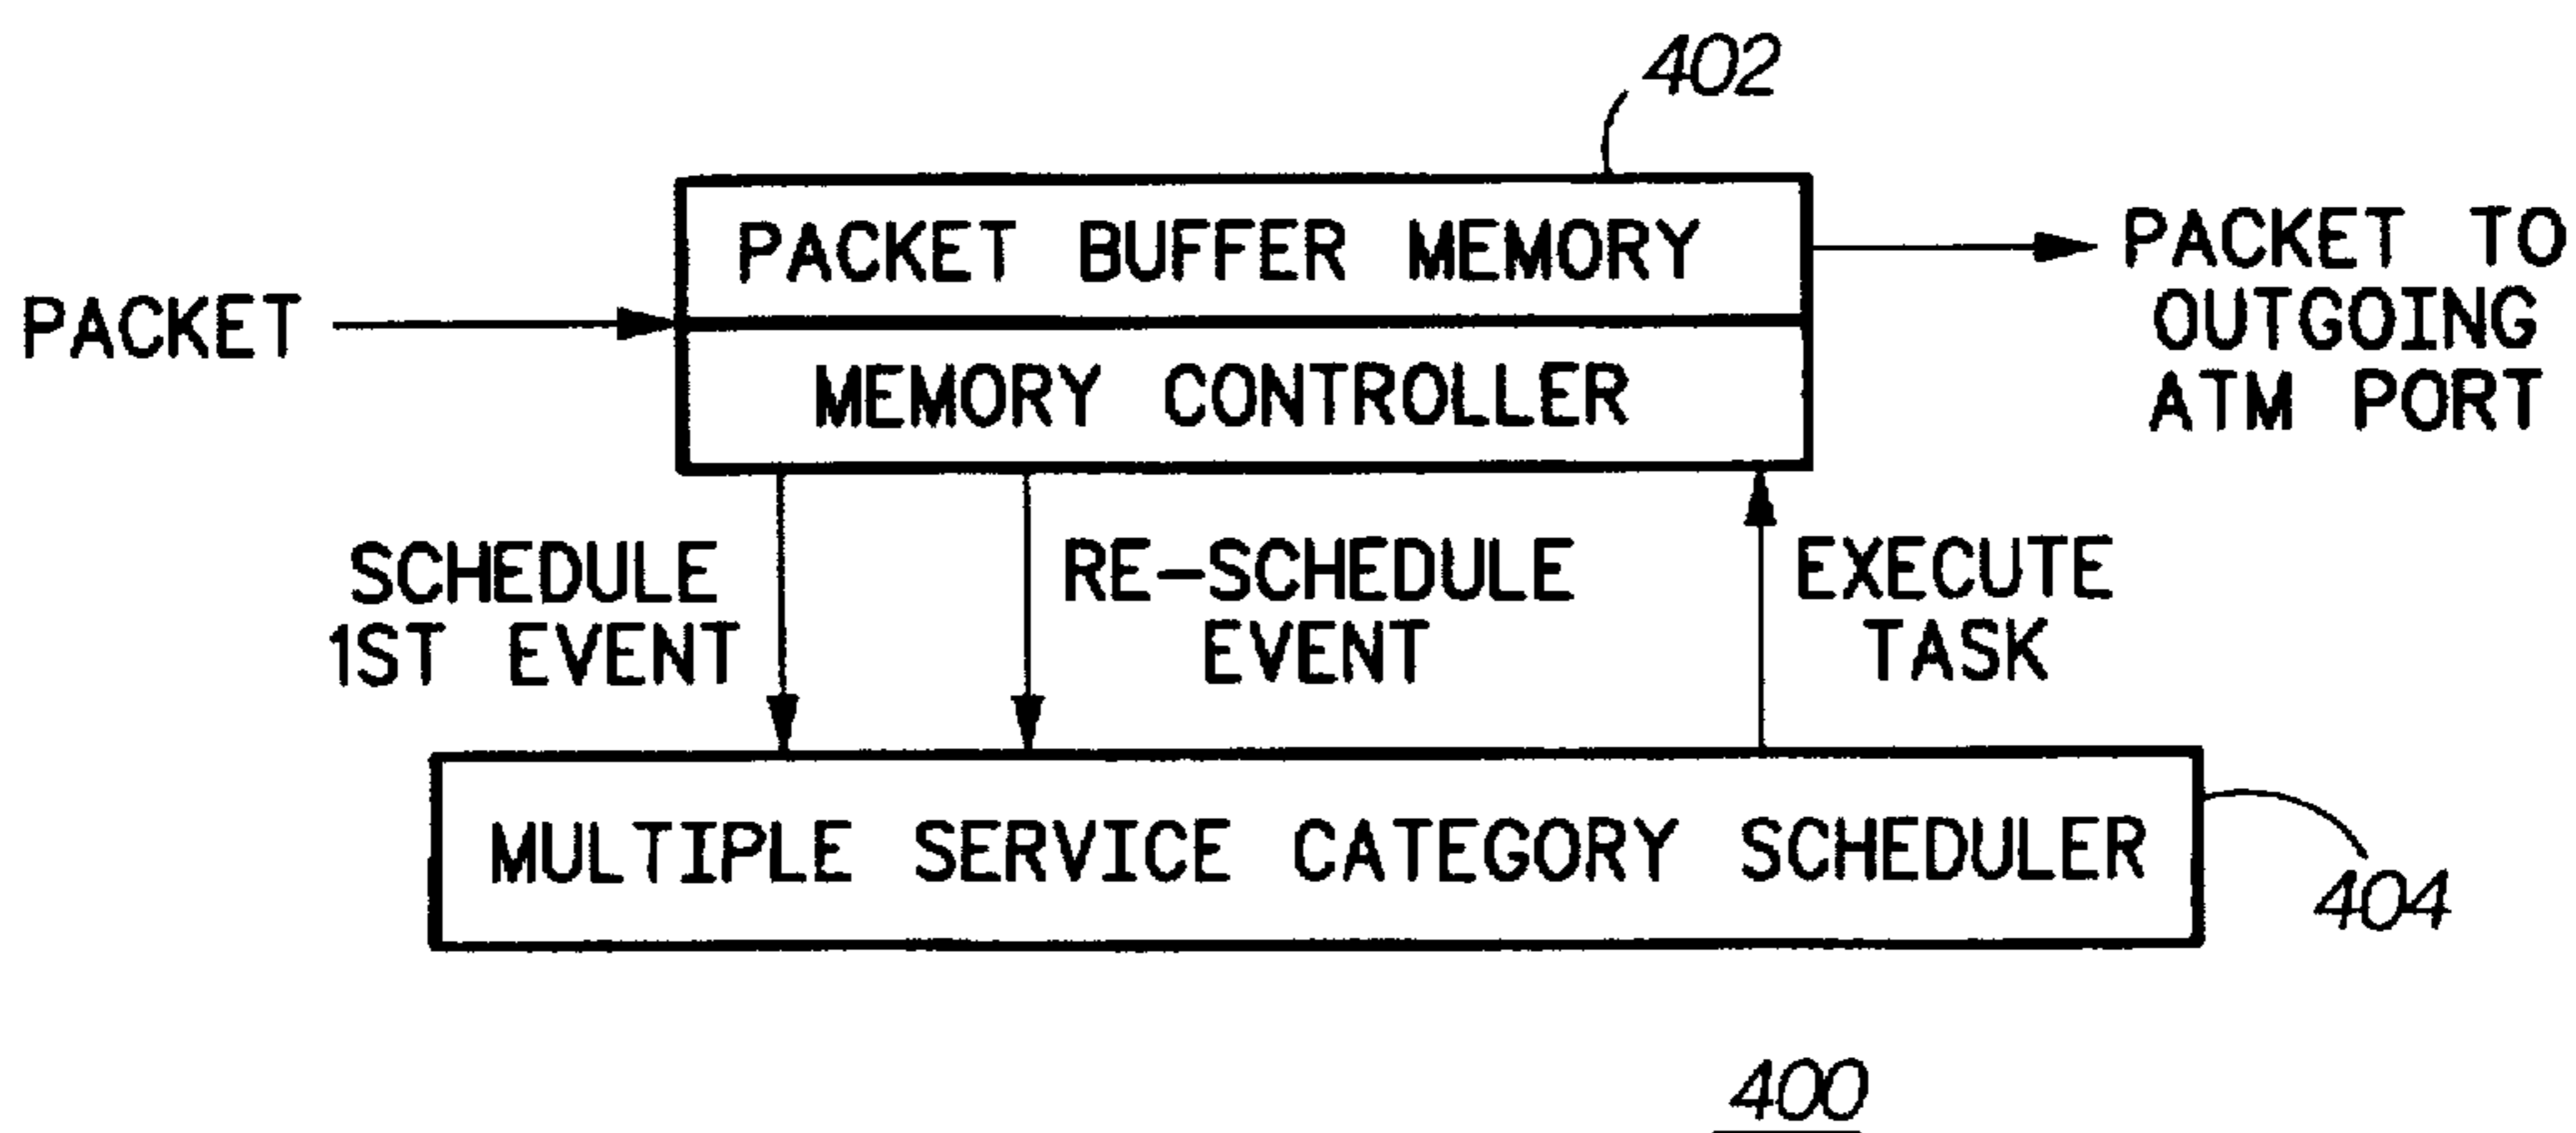 402
PACKET BUFFER MEMORY
PACKET TO
OUTGOING
ATM PORT
PACKET
MEMORY CONTROLLER
SCHEDULE
1ST EVENT
RE-SCHEDULE
EVENT
EXECUTE
TASK
MULTIPLE SERVICE CATEGORY SCHEDULER
404
400